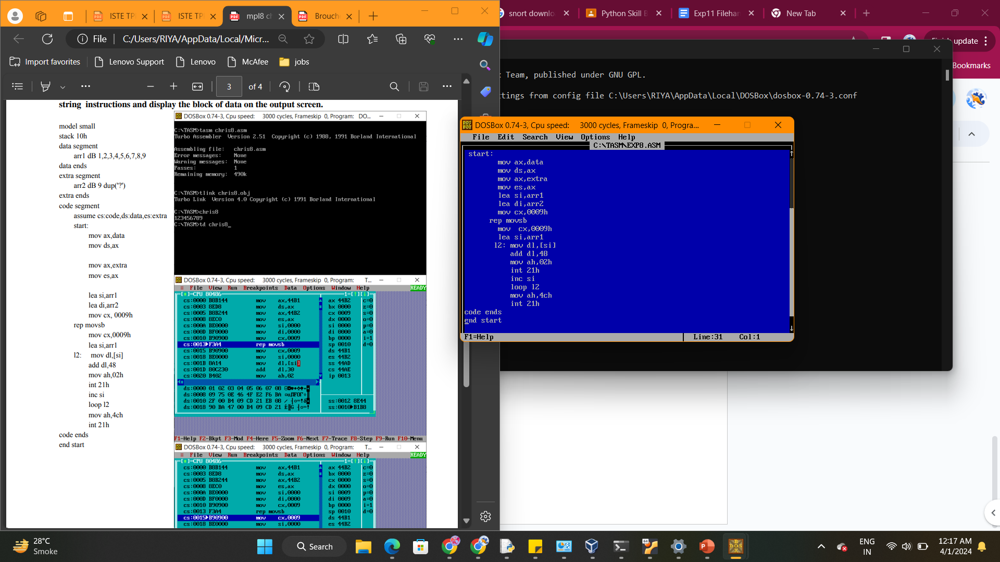 ISTE TP
ISTE TP
mpl8 ch
Brouch
snort downlo
Python Skill B
Exp11 Filehan
New Tab
File
C:/Users/RIYA/AppData/Local/Micr...
update
Import favorites
Lenovo Support
Lenovo
McAfee
jobs
Bookmarks
3 of 4
Team, published under GNU GPL.
ttings from config file C:\Users\RIYA\AppData\Local\DOSBox\dosbox-0.74-3.conf
string instructions and display the block of data on the output screen.
model small
stack 10h
data segment
arr1 dB 1,2,3,4,5,6,7,8,9
data ends
extra segment
arr2 dB 9 dup('?')
extra ends
code segment
assume cs:code,ds:data,es:extra
start:
mov ax,data
mov ds,ax
mov ax,extra
mov es,ax
lea si,arr1
lea di,arr2
mov cx, 0009h
rep movsb
mov cx,0009h
lea si,arr1
l2: mov dl,[si]
add dl,48
mov ah,02h
int 21h
inc si
loop l2
mov ah,4ch
int 21h
code ends
end start
DOSBox 0.74-3, Cpu speed: 3000 cycles, Frameskip 0, Program: DO...
C:\TASM>tasm chris8.asm
Turbo Assembler Version 2.51 Copyright (c) 1988, 1991 Borland International
Assembling file: chris8.asm
Error messages: None
Warning messages: None
Passes: 1
Remaining memory: 490k
C:\TASM>tlink chris8.obj
Turbo Link Version 4.0 Copyright (c) 1991 Borland International
C:\TASM>chris8
123456789
C:\TASM>td chris8_
DOSBox 0.74-3, Cpu speed: 3000 cycles, Frameskip 0, Program: T...
≡ File View Run Breakpoints Data Options Window Help READY
CPU 80486
cs:0000 B8B144 mov ax,44B1 ax 44B2 c=0
cs:0003 8ED8 mov ds,ax bx 0000 z=0
cs:0005 B8B244 mov ax,44B2 cx 0009 s=0
cs:0008 8EC0 mov es,ax dx 0000 o=0
cs:000A BE0000 mov si,0000 si 0000 p=0
cs:000D BF0000 mov di,0000 di 0000 a=0
cs:0010 B90900 mov cx,0009 bp 0000 i=1
cs:0013 F3A4 rep movsb sp 0010 d=0
cs:0015 B90900 mov cx,0009 ds 44B1
cs:0018 BE0000 mov si,0000 es 44B2
cs:001B 8A14 mov dl,[si] ss 44AD
cs:001D 80C230 add dl,30 cs 44AE
cs:0020 B402 mov ah,02 ip 0013
ds:0000 01 02 03 04 05 06 07 08
ds:0008 09 75 0E 46 4F E2 F6 BA
ds:0010 2F 00 B4 09 CD 21 EB 08 ss:0012 8E44
ds:0018 90 BA 47 00 B4 09 CD 21 ss:0010 B1B8
F1-Help F2-Bkpt F3-Mod F4-Here F5-Zoom F6-Next F7-Trace F8-Step F9-Run F10-Menu
DOSBox 0.74-3, Cpu speed: 3000 cycles, Frameskip 0, Program: T...
≡ File View Run Breakpoints Data Options Window Help READY
CPU 80486
cs:0000 B8B144 mov ax,44B1 ax 44B2 c=0
cs:0003 8ED8 mov ds,ax bx 0000 z=0
cs:0005 B8B244 mov ax,44B2 cx 0000 s=0
cs:0008 8EC0 mov es,ax dx 0000 o=0
cs:000A BE0000 mov si,0000 si 0009 p=0
cs:000D BF0000 mov di,0000 di 0009 a=0
cs:0010 B90900 mov cx,0009 bp 0000 i=1
cs:0013 F3A4 rep movsb sp 0010 d=0
cs:0015 B90900 mov cx,0009 ds 44B1
cs:0018 BE0000 mov si,0000 es 44B2
DOSBox 0.74-3, Cpu speed: 3000 cycles, Frameskip 0, Progra...
File Edit Search View Options Help
C:\TASM\EXP8.ASM
start:
mov ax,data
mov ds,ax
mov ax,extra
mov es,ax
lea si,arr1
lea di,arr2
mov cx,0009h
rep movsb
mov cx,0009h
lea si,arr1
l2: mov dl,[si]
add dl,48
mov ah,02h
int 21h
inc si
loop l2
mov ah,4ch
int 21h
code ends
end start
F1=Help Line:31 Col:1
28°C
Smoke
Search
ENG
IN
12:17 AM
4/1/2024